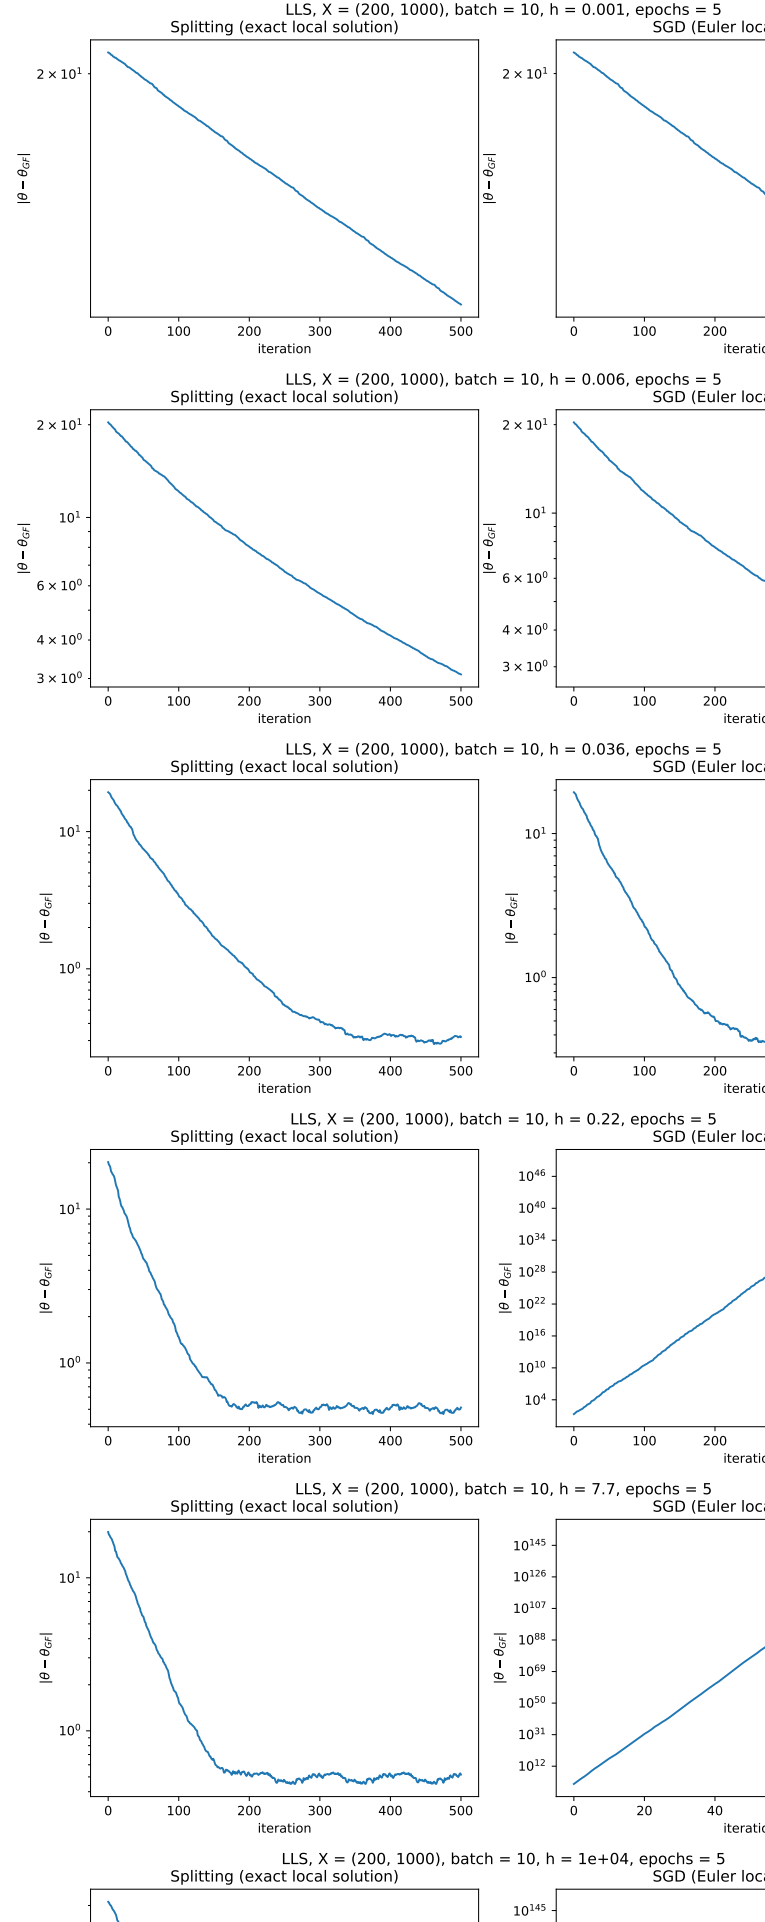 LLS, X = (200, 1000), batch = 10, h = 0.001, epochs = 5
Splitting (exact local solution)
SGD (Euler loca
2 × 10¹
2 × 10¹
|θ − θ_GF|
|θ − θ_GF|
0 100 200 300 400 500
0 100 200
iteration
iteratio
LLS, X = (200, 1000), batch = 10, h = 0.006, epochs = 5
Splitting (exact local solution)
SGD (Euler loca
2 × 10¹
10¹
6 × 10⁰
4 × 10⁰
3 × 10⁰
|θ − θ_GF|
2 × 10¹
10¹
6 × 10⁰
4 × 10⁰
3 × 10⁰
|θ − θ_GF|
0 100 200 300 400 500
0 100 200
iteration
iteratio
LLS, X = (200, 1000), batch = 10, h = 0.036, epochs = 5
Splitting (exact local solution)
SGD (Euler loca
10¹
10⁰
|θ − θ_GF|
10¹
10⁰
|θ − θ_GF|
0 100 200 300 400 500
0 100 200
iteration
iteratio
LLS, X = (200, 1000), batch = 10, h = 0.22, epochs = 5
Splitting (exact local solution)
SGD (Euler loca
10¹
10⁰
|θ − θ_GF|
10⁴⁶
10⁴⁰
10³⁴
10²⁸
10²²
10¹⁶
10¹⁰
10⁴
|θ − θ_GF|
0 100 200 300 400 500
0 100 200
iteration
iteratio
LLS, X = (200, 1000), batch = 10, h = 7.7, epochs = 5
Splitting (exact local solution)
SGD (Euler loca
10¹
10⁰
|θ − θ_GF|
10¹⁴⁵
10¹²⁶
10¹⁰⁷
10⁸⁸
10⁶⁹
10⁵⁰
10³¹
10¹²
|θ − θ_GF|
0 100 200 300 400 500
0 20 40
iteration
iteratio
LLS, X = (200, 1000), batch = 10, h = 1e+04, epochs = 5
Splitting (exact local solution)
SGD (Euler loca
10¹⁴⁵